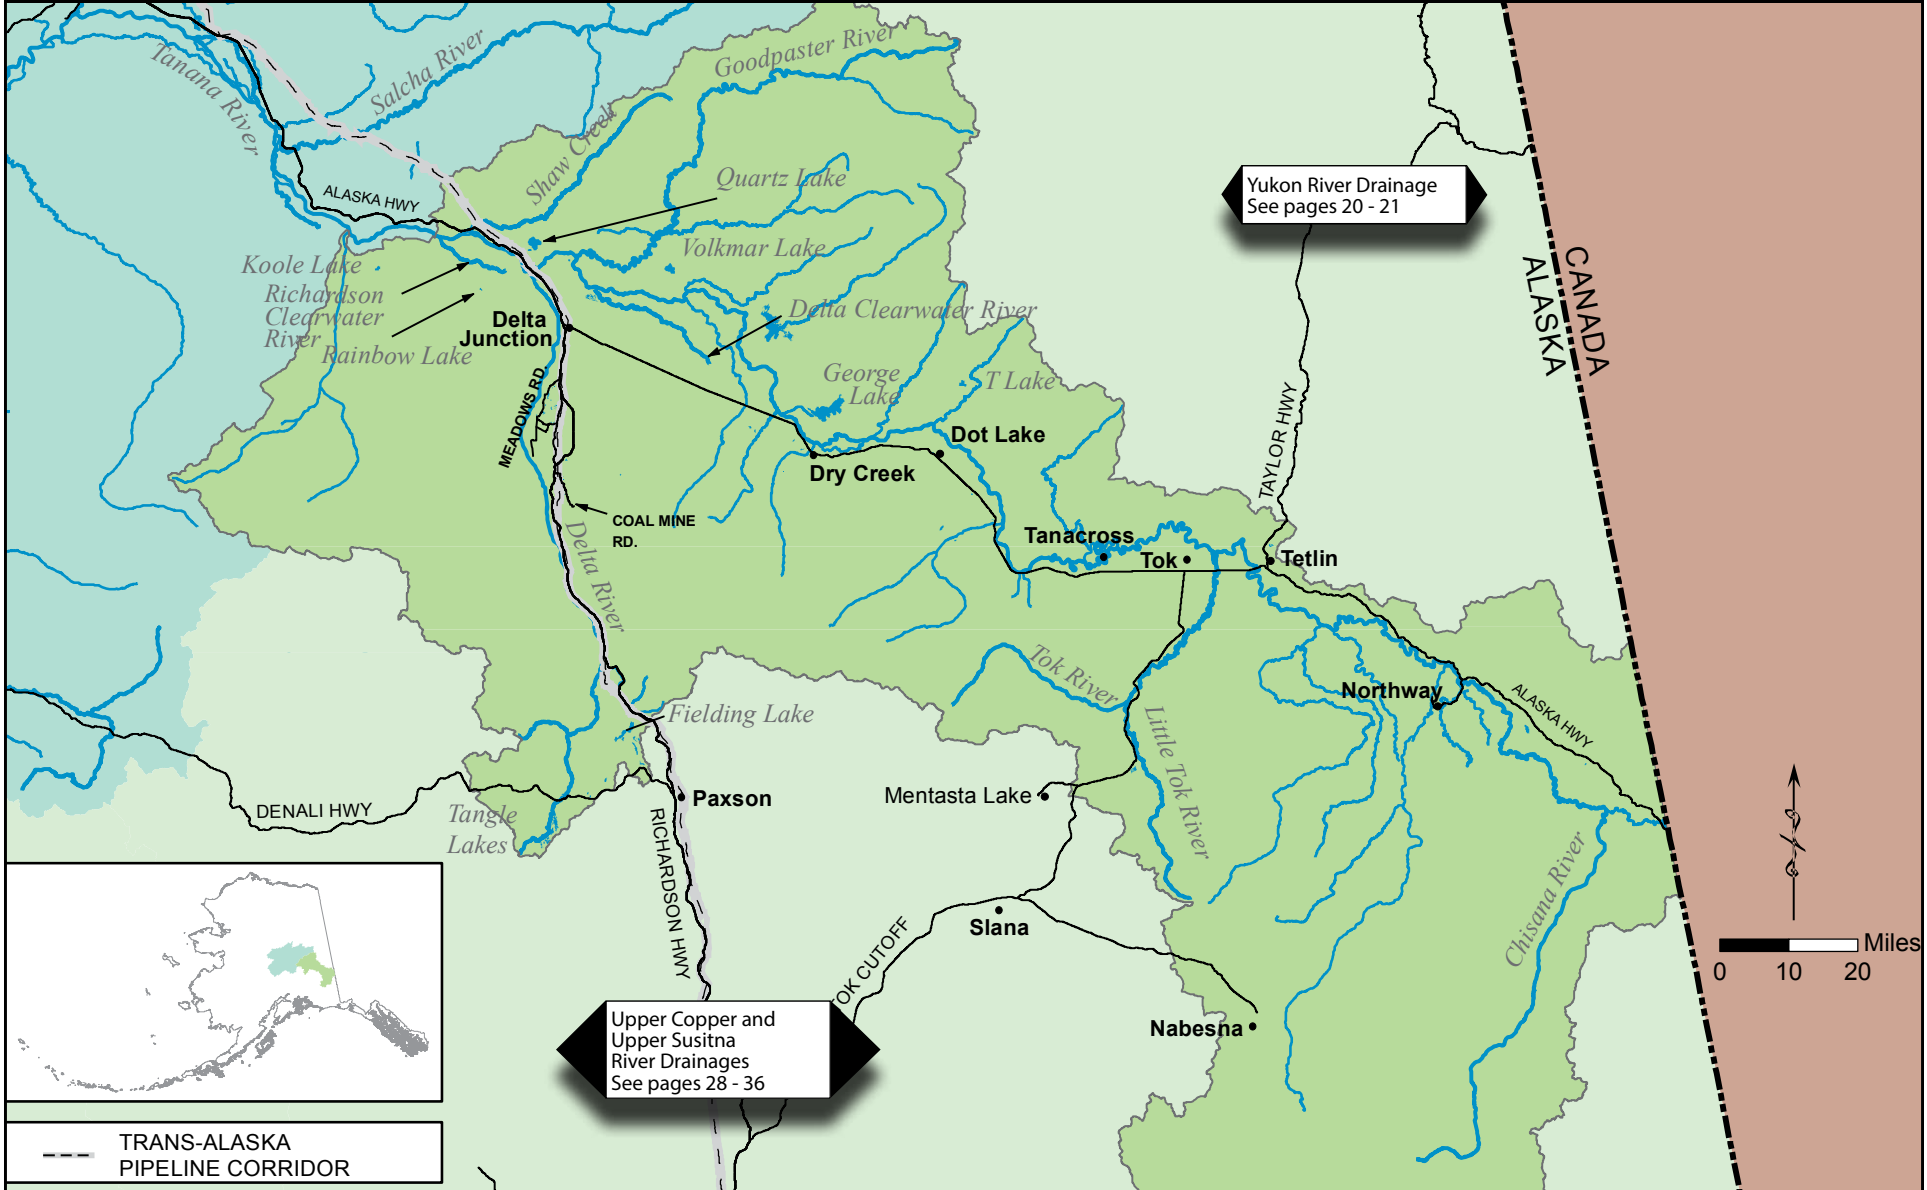 Goodpaster River
Tanana River
Salcha River
Shaw Creek
Quartz Lake
ALASKA HWY
Yukon River Drainage
See pages 20 - 21
Volkmar Lake
Koole Lake
Richardson
Clearwater
River
Rainbow Lake
Delta
Junction
Delta Clearwater River
CANADA
ALASKA
George
Lake
T Lake
MEADOWS RD.
TAYLOR HWY
Dot Lake
Dry Creek
COAL MINE
RD.
Delta River
Tanacross
Tok
Tetlin
Tok River
Northway
ALASKA HWY
Fielding Lake
Little Tok River
DENALI HWY
Tangle
Lakes
Paxson
Mentasta Lake
RICHARDSON HWY
Chisana River
Slana
TOK CUTOFF
Miles
0 10 20
Nabesna
Upper Copper and
Upper Susitna
River Drainages
See pages 28 - 36
TRANS-ALASKA
PIPELINE CORRIDOR